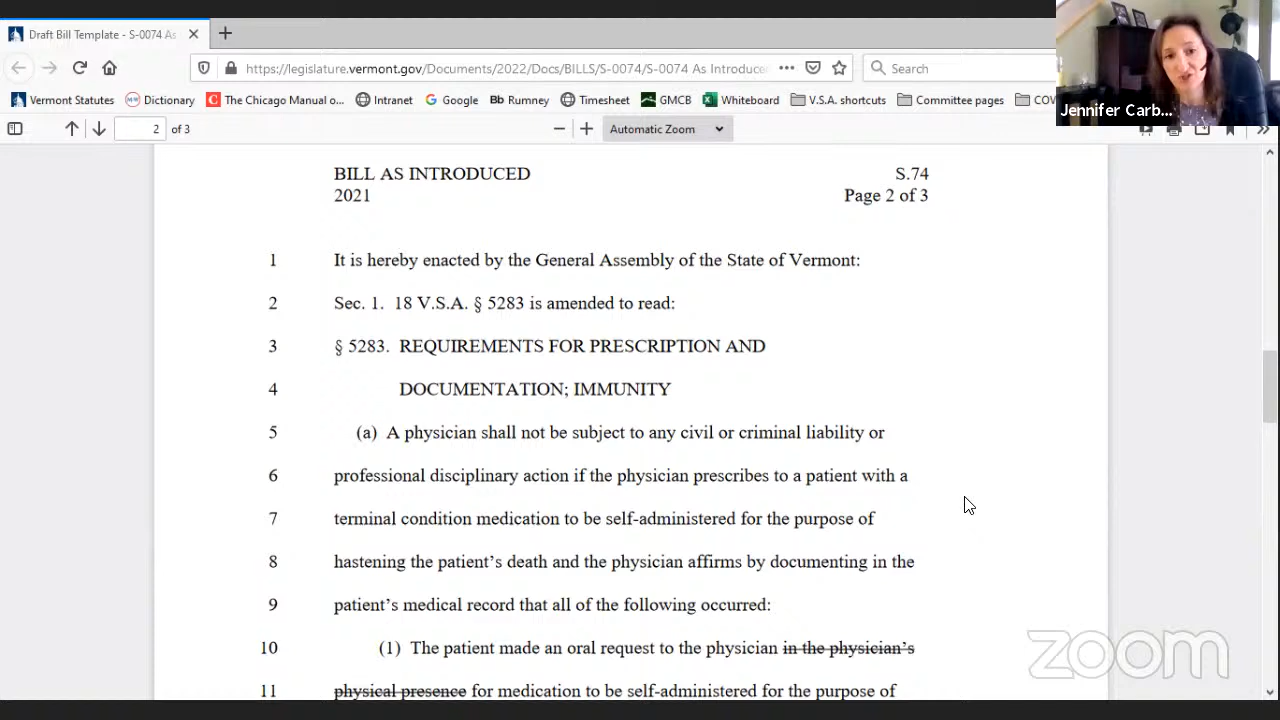 Draft Bill Template - S-0074 As
https://legislature.vermont.gov/Documents/2022/Docs/BILLS/S-0074/S-0074 As Introduce
Search
Vermont Statutes
Dictionary
The Chicago Manual o...
Intranet
Google
Bb Rumney
Timesheet
GMCB
Whiteboard
V.S.A. shortcuts
Committee pages
COV
Jennifer Carb...
2 of 3
Automatic Zoom
BILL AS INTRODUCED S.74
2021 Page 2 of 3
1 It is hereby enacted by the General Assembly of the State of Vermont:
2 Sec. 1. 18 V.S.A. § 5283 is amended to read:
3 § 5283. REQUIREMENTS FOR PRESCRIPTION AND
4 DOCUMENTATION; IMMUNITY
5 (a) A physician shall not be subject to any civil or criminal liability or
6 professional disciplinary action if the physician prescribes to a patient with a
7 terminal condition medication to be self-administered for the purpose of
8 hastening the patient's death and the physician affirms by documenting in the
9 patient's medical record that all of the following occurred:
10 (1) The patient made an oral request to the physician in the physician's
11 physical presence for medication to be self-administered for the purpose of
zoom